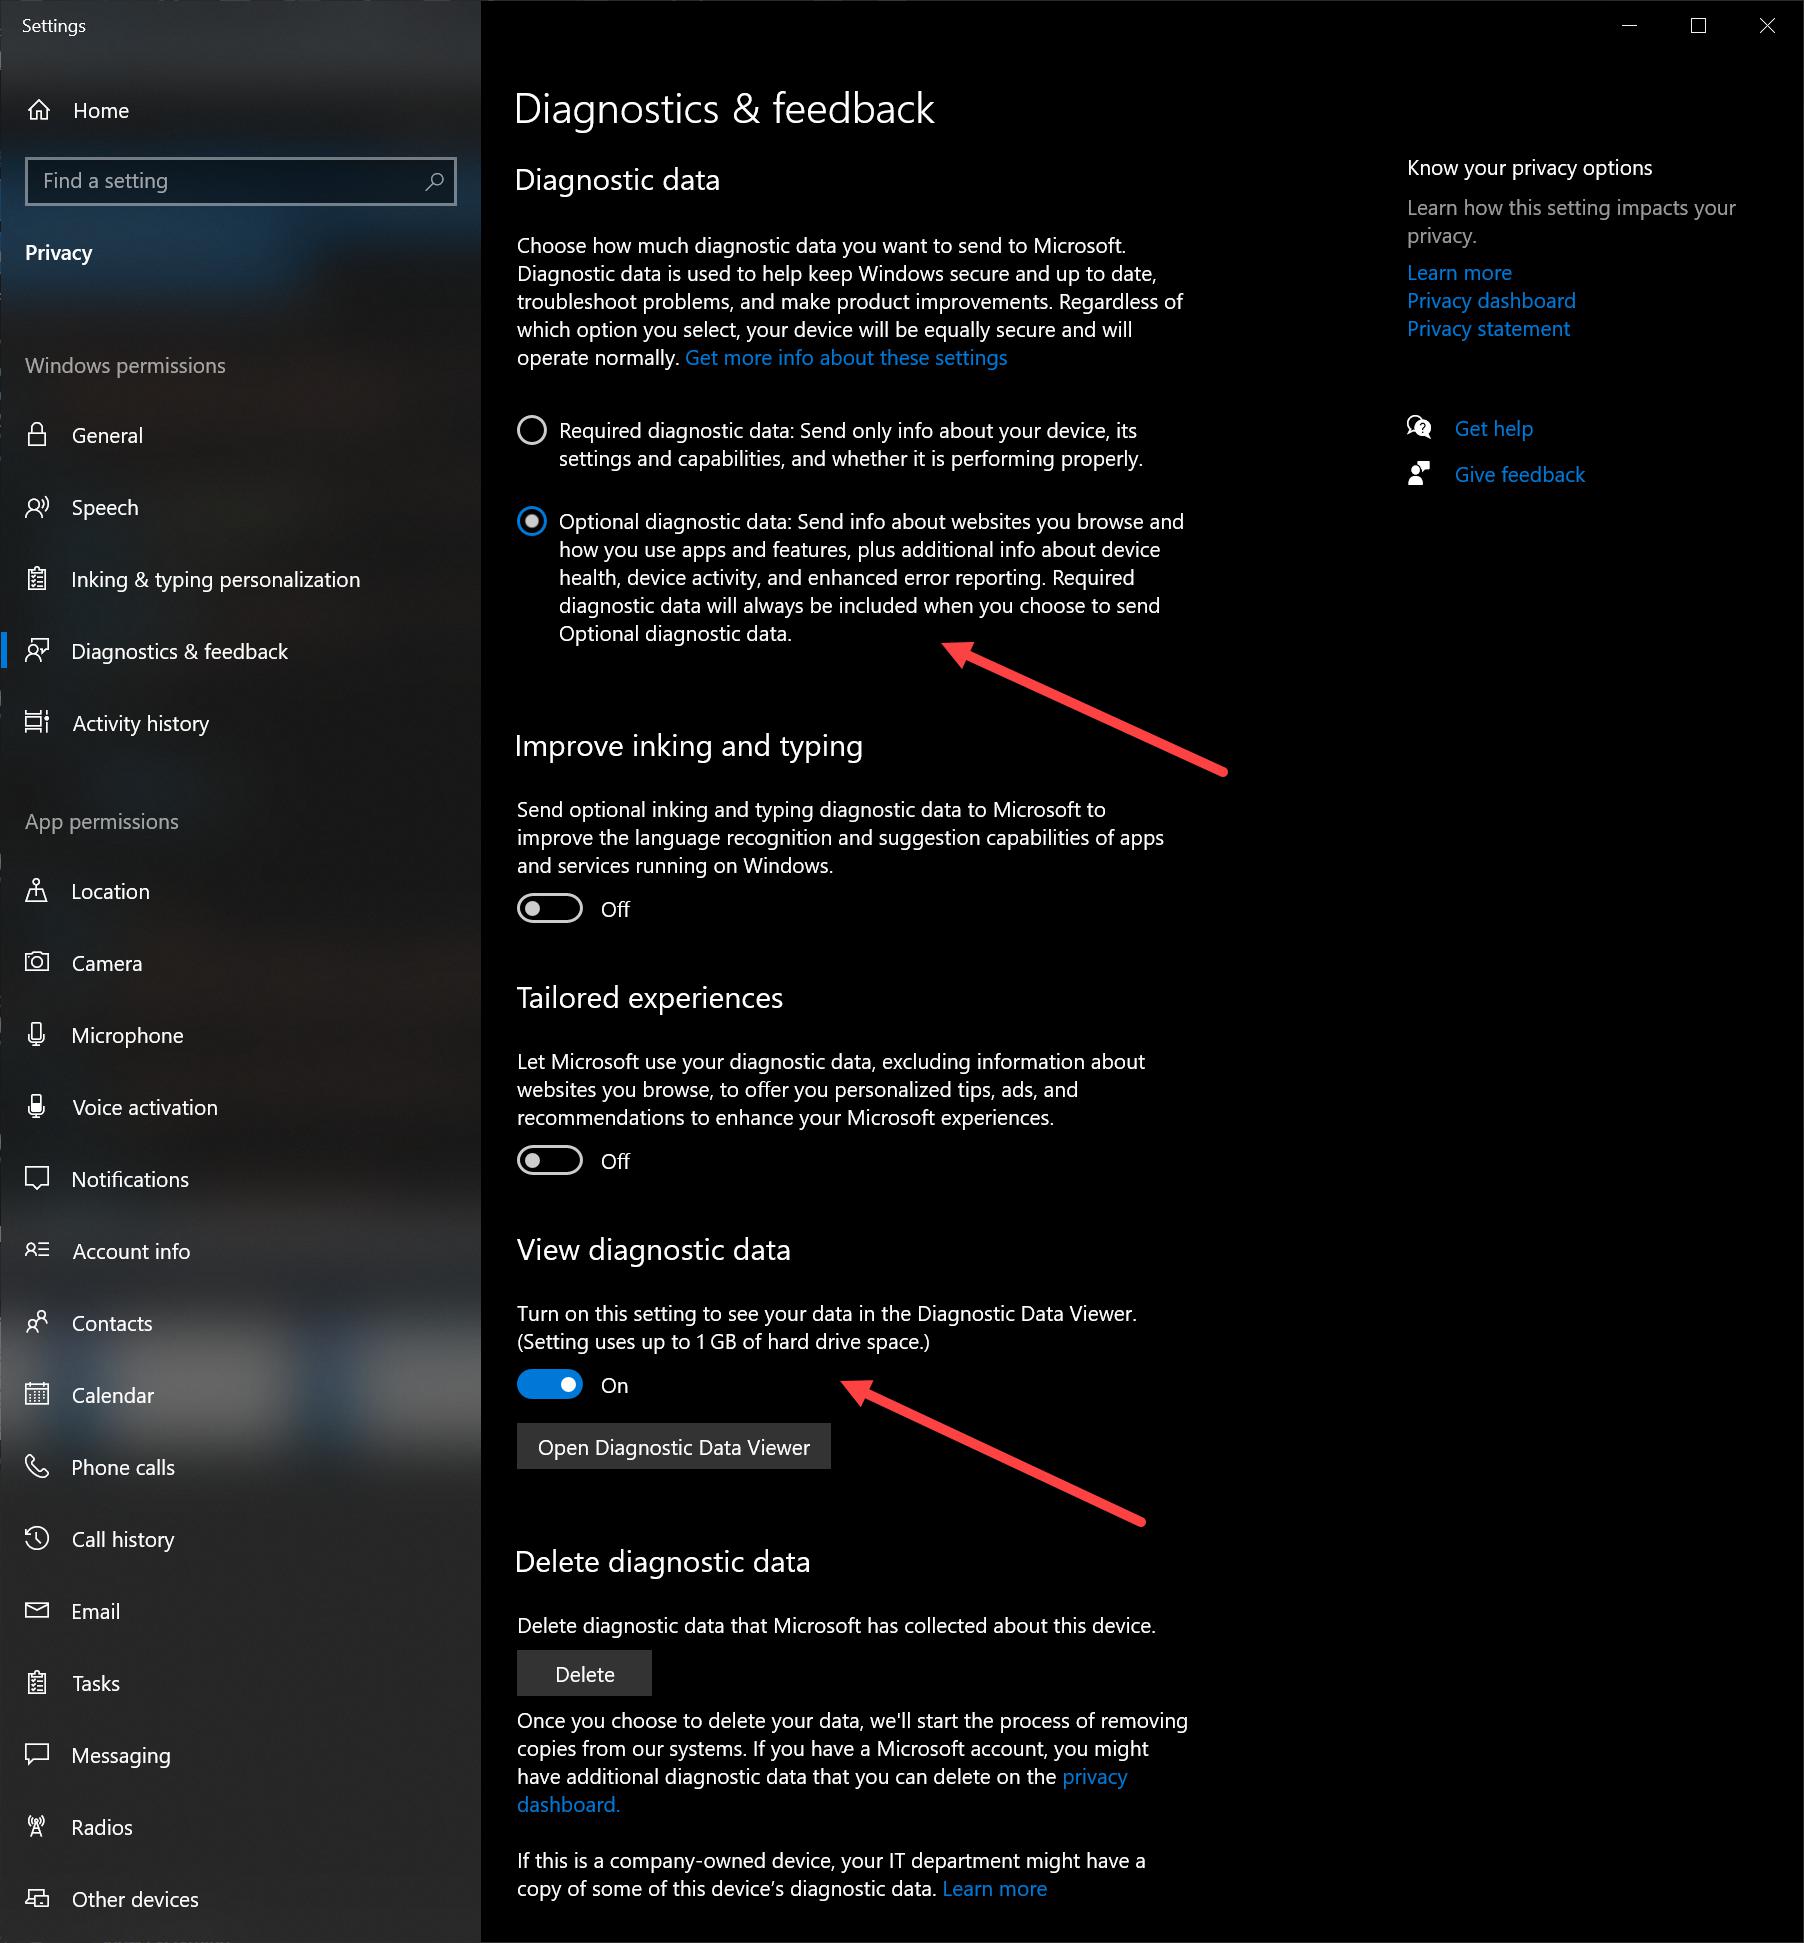 Settings
Home
Find a setting
Privacy
Windows permissions
General
Speech
Inking & typing personalization
Diagnostics & feedback
Activity history
App permissions
Location
Camera
Microphone
Voice activation
Notifications
Account info
Contacts
Calendar
Phone calls
Call history
Email
Tasks
Messaging
Radios
Other devices
Diagnostics & feedback
Diagnostic data
Choose how much diagnostic data you want to send to Microsoft.
Diagnostic data is used to help keep Windows secure and up to date,
troubleshoot problems, and make product improvements. Regardless of
which option you select, your device will be equally secure and will
operate normally. Get more info about these settings
Required diagnostic data: Send only info about your device, its
settings and capabilities, and whether it is performing properly.
Optional diagnostic data: Send info about websites you browse and
how you use apps and features, plus additional info about device
health, device activity, and enhanced error reporting. Required
diagnostic data will always be included when you choose to send
Optional diagnostic data.
Improve inking and typing
Send optional inking and typing diagnostic data to Microsoft to
improve the language recognition and suggestion capabilities of apps
and services running on Windows.
Off
Tailored experiences
Let Microsoft use your diagnostic data, excluding information about
websites you browse, to offer you personalized tips, ads, and
recommendations to enhance your Microsoft experiences.
Off
View diagnostic data
Turn on this setting to see your data in the Diagnostic Data Viewer.
(Setting uses up to 1 GB of hard drive space.)
On
Open Diagnostic Data Viewer
Delete diagnostic data
Delete diagnostic data that Microsoft has collected about this device.
Delete
Once you choose to delete your data, we'll start the process of removing
copies from our systems. If you have a Microsoft account, you might
have additional diagnostic data that you can delete on the privacy
dashboard.
If this is a company-owned device, your IT department might have a
copy of some of this device’s diagnostic data. Learn more
Know your privacy options
Learn how this setting impacts your
privacy.
Learn more
Privacy dashboard
Privacy statement
Get help
Give feedback